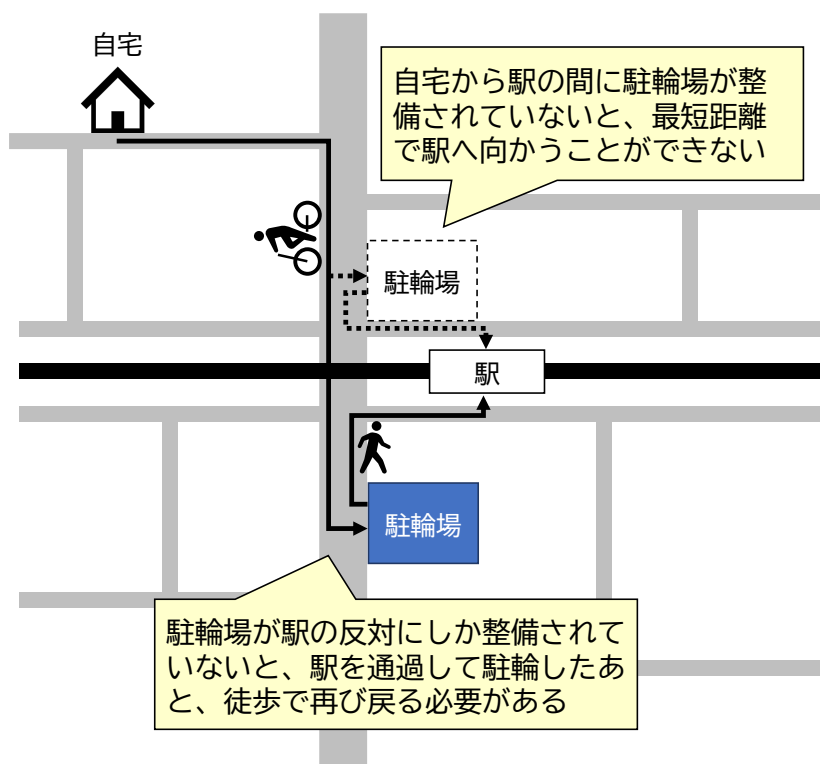 自宅
自宅から駅の間に駐輪場が整
備されていないと、最短距離
で駅へ向かうことができない
駐輪場
駅
駐輪場
駐輪場が駅の反対にしか整備されて
いないと、駅を通過して駐輪したあ
と、徒歩で再び戻る必要がある